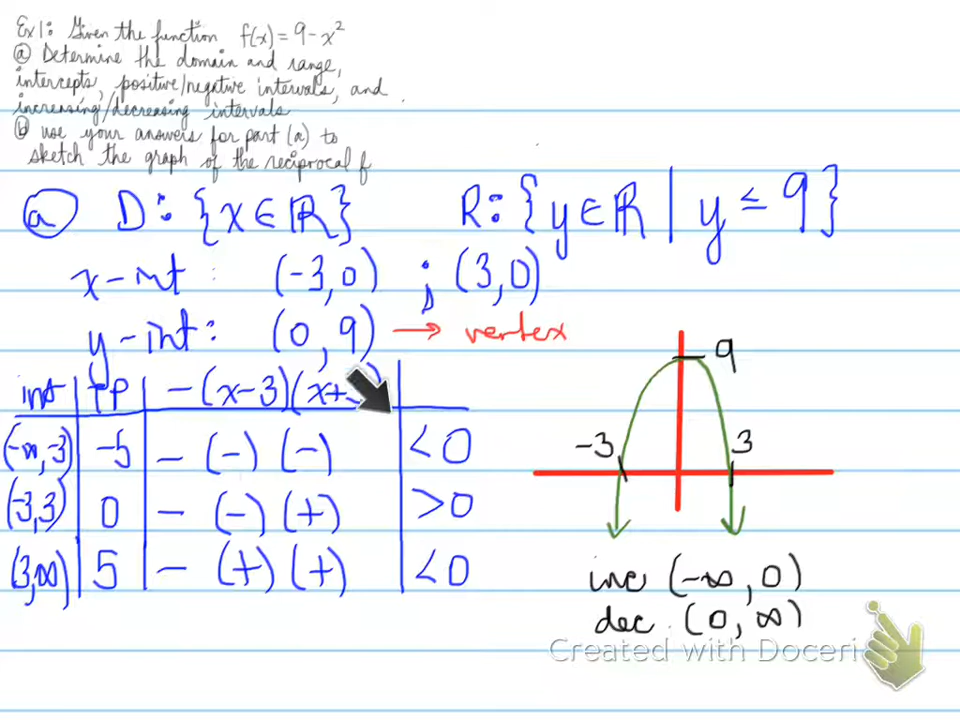 Ex1: Given the function f(x) = 9 - x²
ⓐ Determine the domain and range,
intercepts, positive/negative intervals, and
increasing/decreasing intervals
ⓑ use your answers for part (a) to
sketch the graph of the reciprocal f
ⓐ D: {x∈ℝ} R: {y∈ℝ | y ≤ 9}
x-int : (-3,0) ; (3,0)
y-int: (0, 9) → vertex
int TP -(x-3)(x+
(-∞,-3) -5 - (-) (-) <0
(-3,3) 0 - (-) (+) >0
(3,∞) 5 - (+) (+) <0
9
-3 3
inc (-∞, 0)
dec (0, ∞)
Created with Doceri